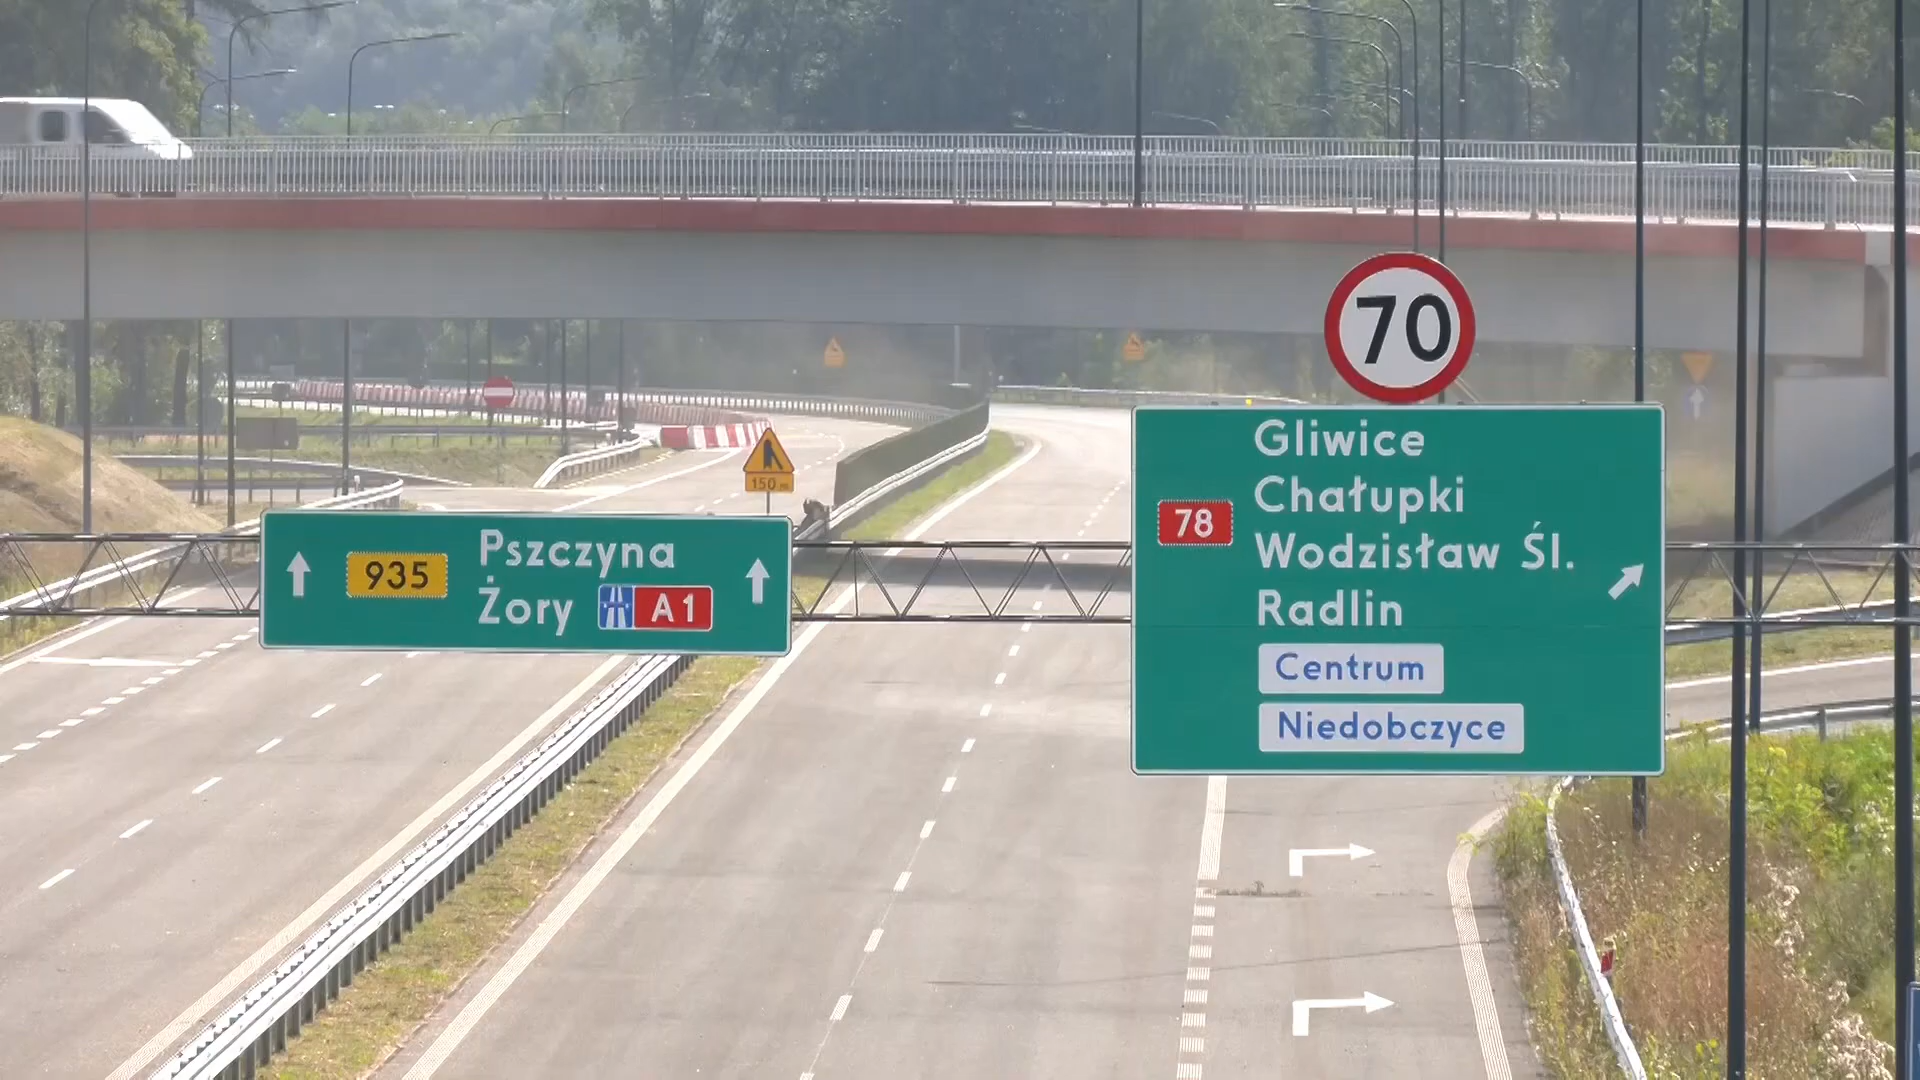 70
Gliwice
Chałupki
78
Wodzisław Śl.
Radlin
Centrum
Niedobczyce
935
Pszczyna
Żory A1
150 m